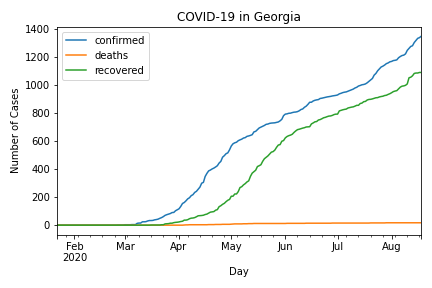 COVID-19 in Georgia
confirmed
deaths
recovered
Number of Cases
1400
1200
1000
800
600
400
200
0
Feb Mar Apr May Jun Jul Aug
2020
Day